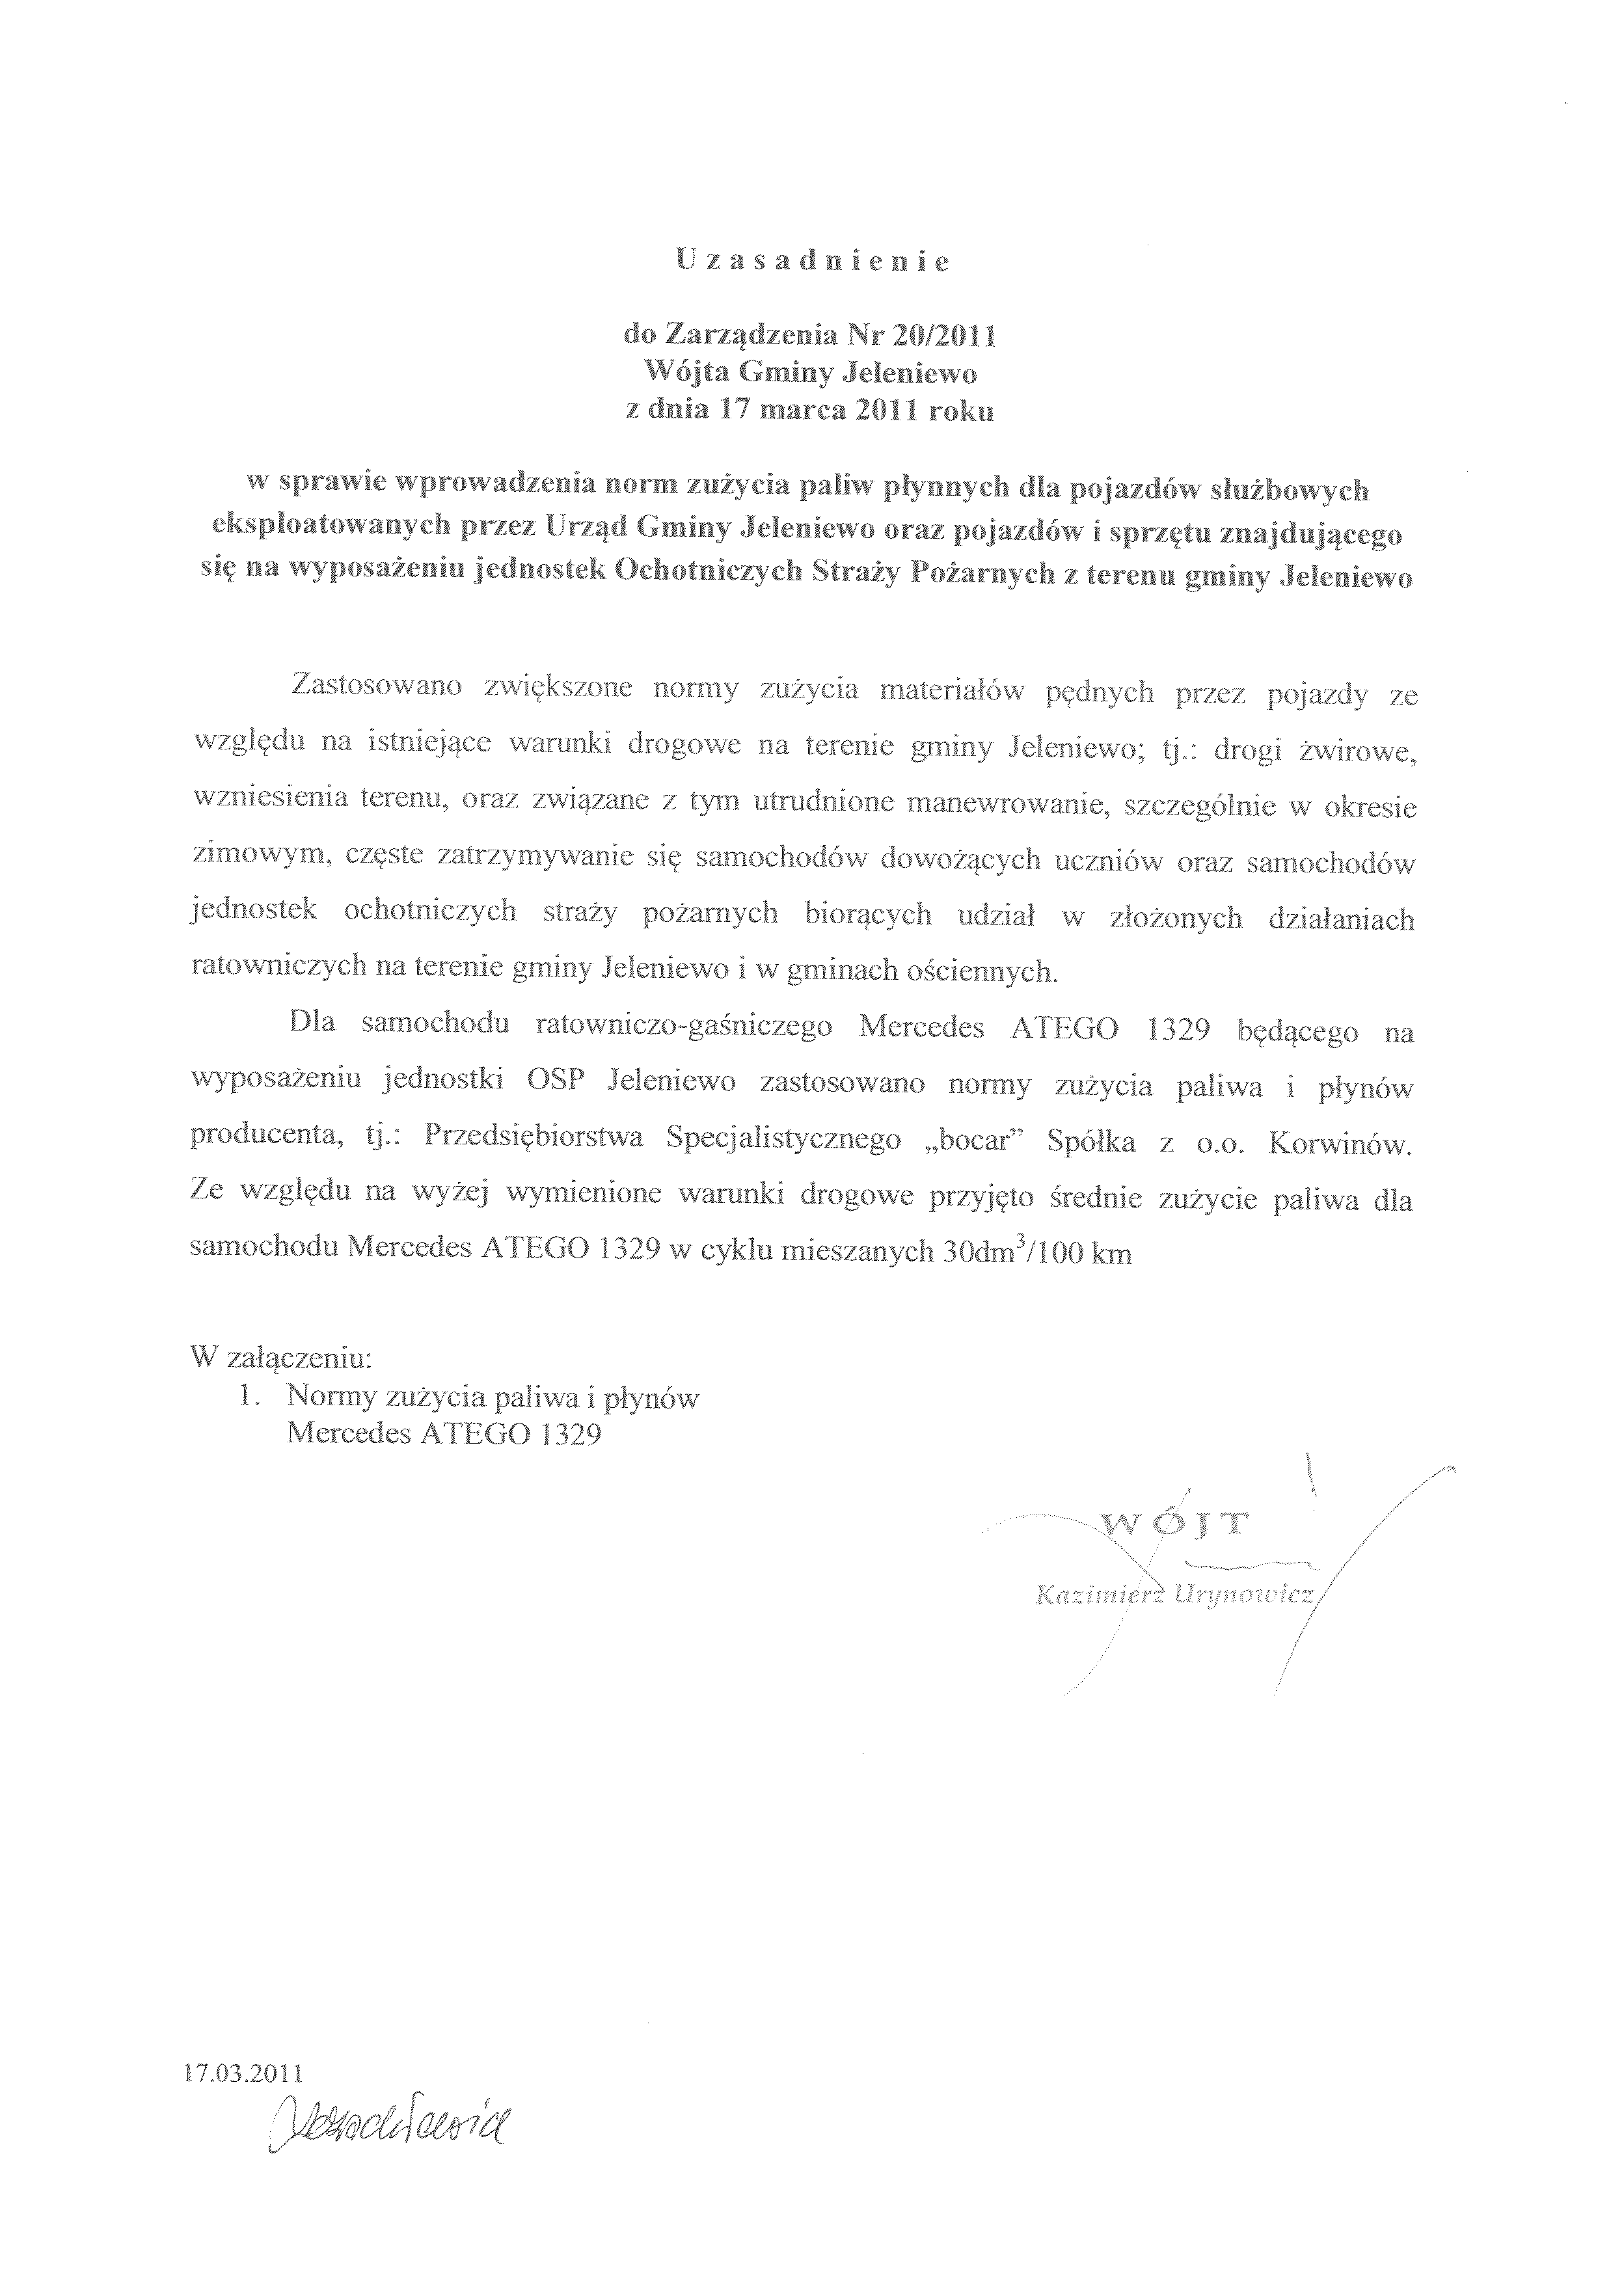 Uzasadnienie
do Zarządzenia Nr 20/2011
Wójta Gminy Jeleniewo
z dnia 17 marca 2011 roku
w sprawie wprowadzenia norm zużycia paliw płynnych dla pojazdów służbowych
eksploatowanych przez Urząd Gminy Jeleniewo oraz pojazdów i sprzętu znajdującego
się na wyposażeniu jednostek Ochotniczych Straży Pożarnych z terenu gminy Jeleniewo
Zastosowano zwiększone normy zużycia materiałów pędnych przez pojazdy ze
względu na istniejące warunki drogowe na terenie gminy Jeleniewo; tj.: drogi żwirowe,
wzniesienia terenu, oraz związane z tym utrudnione manewrowanie, szczególnie w okresie
zimowym, częste zatrzymywanie się samochodów dowożących uczniów oraz samochodów
jednostek ochotniczych straży pożarnych biorących udział w złożonych działaniach
ratowniczych na terenie gminy Jeleniewo i w gminach ościennych.
Dla samochodu ratowniczo-gaśniczego Mercedes ATEGO 1329 będącego na
wyposażeniu jednostki OSP Jeleniewo zastosowano normy zużycia paliwa i płynów
producenta, tj.: Przedsiębiorstwa Specjalistycznego „bocar” Spółka z o.o. Korwinów.
Ze względu na wyżej wymienione warunki drogowe przyjęto średnie zużycie paliwa dla
samochodu Mercedes ATEGO 1329 w cyklu mieszanych 30dm³/100 km
W załączeniu:
1. Normy zużycia paliwa i płynów
Mercedes ATEGO 1329
WÓJT
Kazimierz Urynowicz
17.03.2011